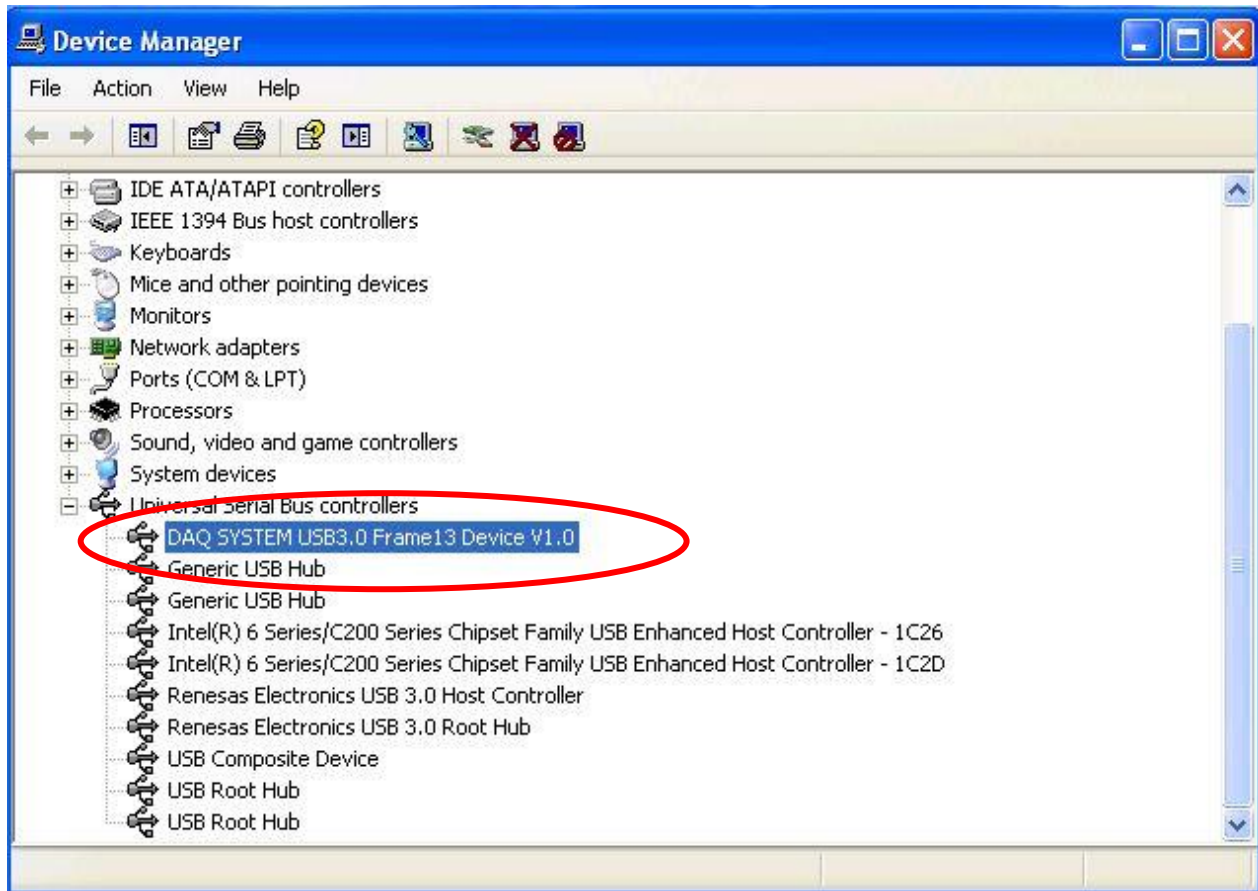 Device Manager
File Action View Help
IDE ATA/ATAPI controllers
IEEE 1394 Bus host controllers
Keyboards
Mice and other pointing devices
Monitors
Network adapters
Ports (COM & LPT)
Processors
Sound, video and game controllers
System devices
Universal Serial Bus controllers
DAQ SYSTEM USB3.0 Frame13 Device V1.0
Generic USB Hub
Generic USB Hub
Intel(R) 6 Series/C200 Series Chipset Family USB Enhanced Host Controller - 1C26
Intel(R) 6 Series/C200 Series Chipset Family USB Enhanced Host Controller - 1C2D
Renesas Electronics USB 3.0 Host Controller
Renesas Electronics USB 3.0 Root Hub
USB Composite Device
USB Root Hub
USB Root Hub